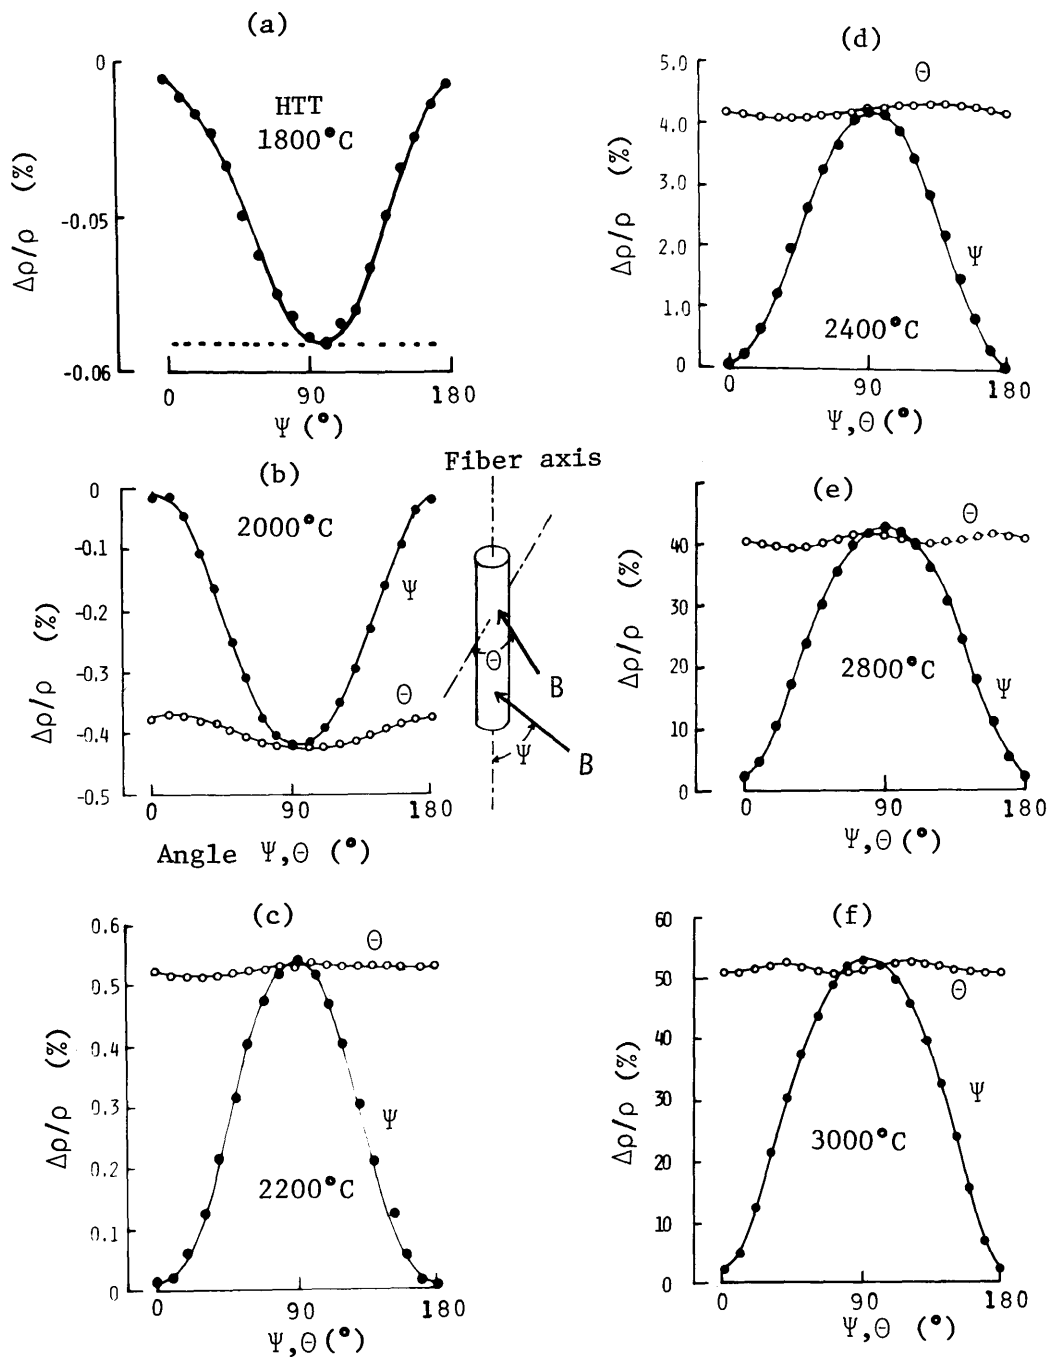 (a)
0
-0.05
-0.06
Δρ/ρ (%)
HTT
1800°C
0 90 180
Ψ (°)
(b)
0
-0.1
-0.2
-0.3
-0.4
-0.5
Δρ/ρ (%)
2000°C
Ψ
Θ
0 90 180
Angle Ψ,Θ (°)
Fiber axis
Θ
B
Ψ
B
(c)
0.6
0.5
0.4
0.3
0.2
0.1
0
Δρ/ρ (%)
Θ
Ψ
2200°C
0 90 180
Ψ,Θ (°)
(d)
5.0
4.0
3.0
2.0
1.0
0
Δρ/ρ (%)
Θ
Ψ
2400°C
0 90 180
Ψ,Θ (°)
(e)
40
30
20
10
0
Δρ/ρ (%)
Θ
2800°C
Ψ
0 90 180
Ψ,Θ (°)
(f)
60
50
40
30
20
10
0
Δρ/ρ (%)
Θ
Ψ
3000°C
0 90 180
Ψ,Θ (°)